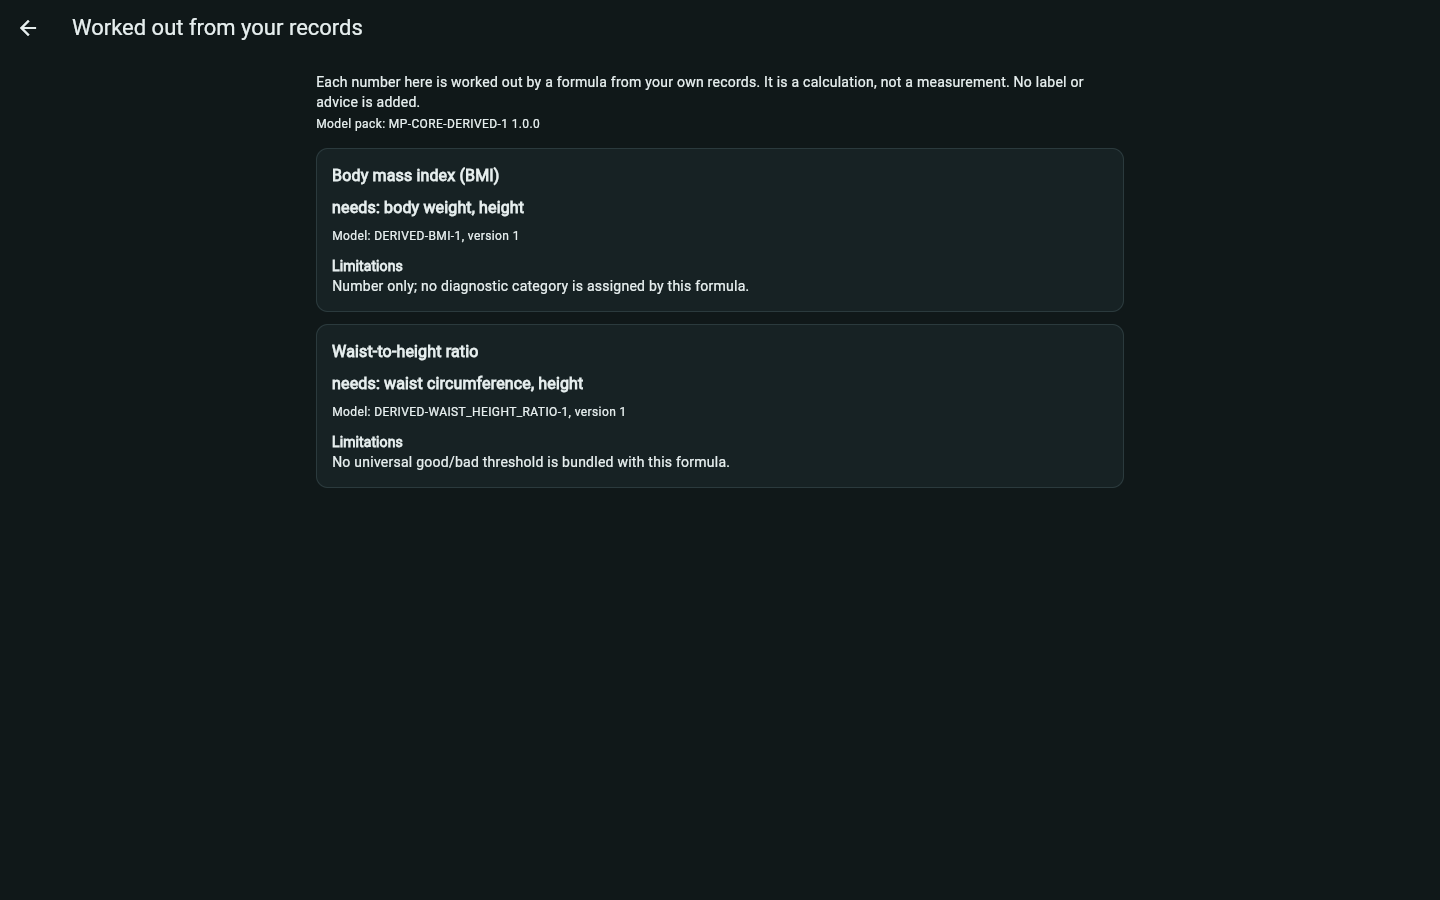 Worked out from your records
Each number here is worked out by a formula from your own records. It is a calculation, not a measurement. No label or
advice is added.
Model pack: MP-CORE-DERIVED-1 1.0.0
Body mass index (BMI)
needs: body weight, height
Model: DERIVED-BMI-1, version 1
Limitations
Number only; no diagnostic category is assigned by this formula.
Waist-to-height ratio
needs: waist circumference, height
Model: DERIVED-WAIST_HEIGHT_RATIO-1, version 1
Limitations
No universal good/bad threshold is bundled with this formula.